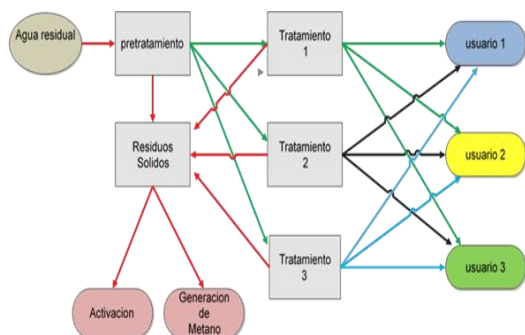 Agua residual
pretratamiento
Tratamiento
1
usuario 1
Residuos
Solidos
Tratamiento
2
usuario 2
Tratamiento
3
usuario 3
Activacion
Generacion
de
Metano